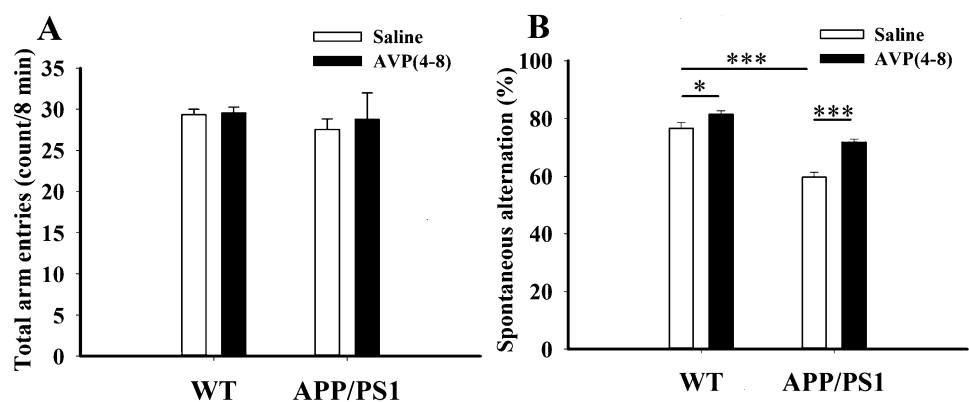 A
Saline
AVP(4-8)
Total arm entries (count/8 min)
35
30
25
20
15
10
5
0
WT
APP/PS1
B
Saline
AVP(4-8)
Spontaneous alternation (%)
100
80
60
40
20
0
***
*
***
WT
APP/PS1